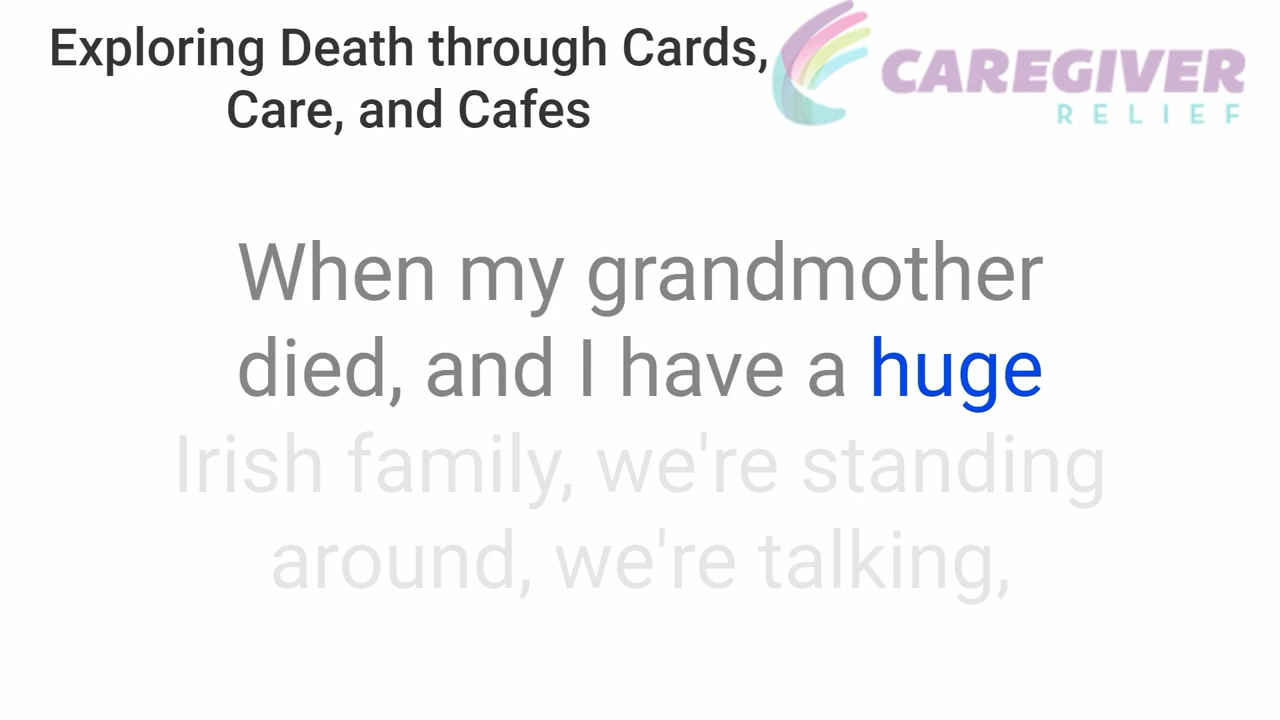 Exploring Death through Cards,
Care, and Cafes
CAREGIVER
RELIEF
When my grandmother
died, and I have a huge
Irish family, we're standing
around, we're talking,